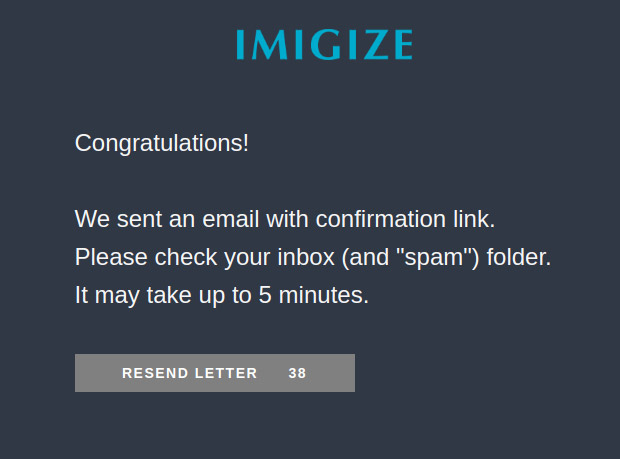 IMIGIZE
Congratulations!
We sent an email with confirmation link.
Please check your inbox (and "spam") folder.
It may take up to 5 minutes.
RESEND LETTER 38